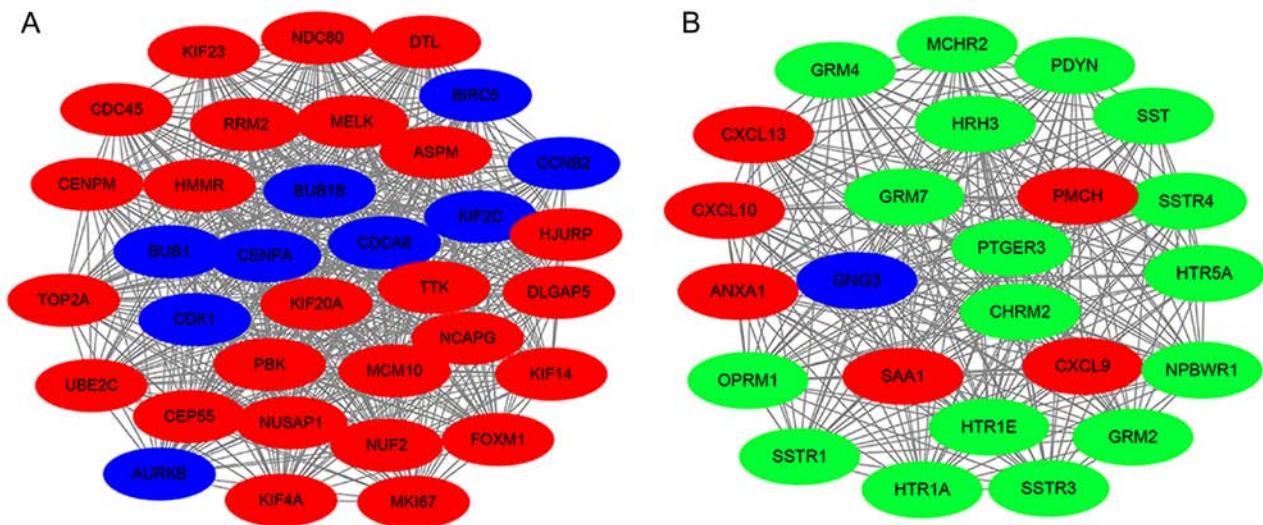 A
KIF23
NDC80
DTL
BIRC5
CDC45
RRM2
MELK
ASPM
CCNB2
CENPM
HMMR
BUB1B
KIF2C
HJURP
BUB1
CENPA
CDCA8
TOP2A
KIF20A
TTK
DLGAP5
CDK1
NCAPG
UBE2C
PBK
MCM10
KIF14
CEP55
NUSAP1
NUF2
FOXM1
AURKB
KIF4A
MKI67
B
MCHR2
GRM4
PDYN
CXCL13
HRH3
SST
CXCL10
GRM7
PMCH
SSTR4
PTGER3
ANXA1
GNG3
HTR5A
CHRM2
OPRM1
SAA1
CXCL9
NPBWR1
SSTR1
HTR1E
GRM2
HTR1A
SSTR3